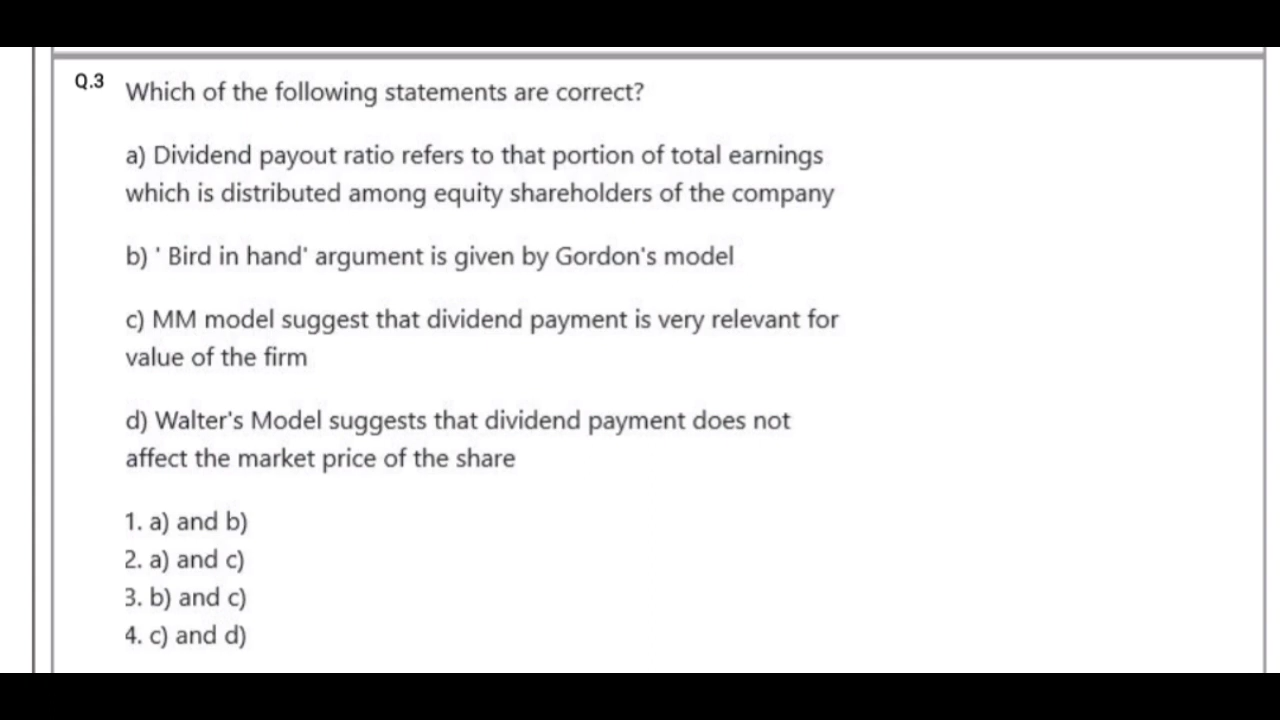 Q.3 Which of the following statements are correct?
a) Dividend payout ratio refers to that portion of total earnings
which is distributed among equity shareholders of the company
b) ' Bird in hand' argument is given by Gordon's model
c) MM model suggest that dividend payment is very relevant for
value of the firm
d) Walter's Model suggests that dividend payment does not
affect the market price of the share
1. a) and b)
2. a) and c)
3. b) and c)
4. c) and d)